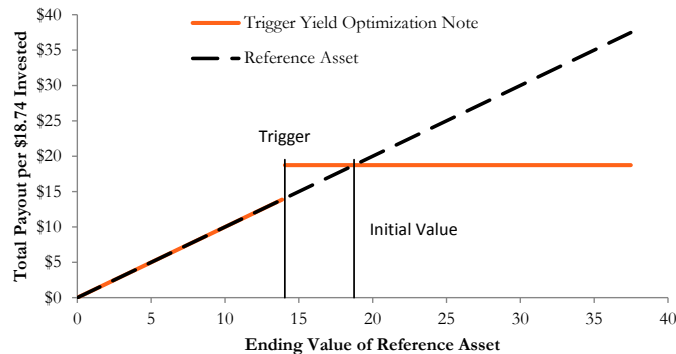 Trigger Yield Optimization Note
Reference Asset
Total Payout per $18.74 Invested
$40
$35
$30
$25
$20
$15
$10
$5
$0
Trigger
Initial Value
0 5 10 15 20 25 30 35 40
Ending Value of Reference Asset